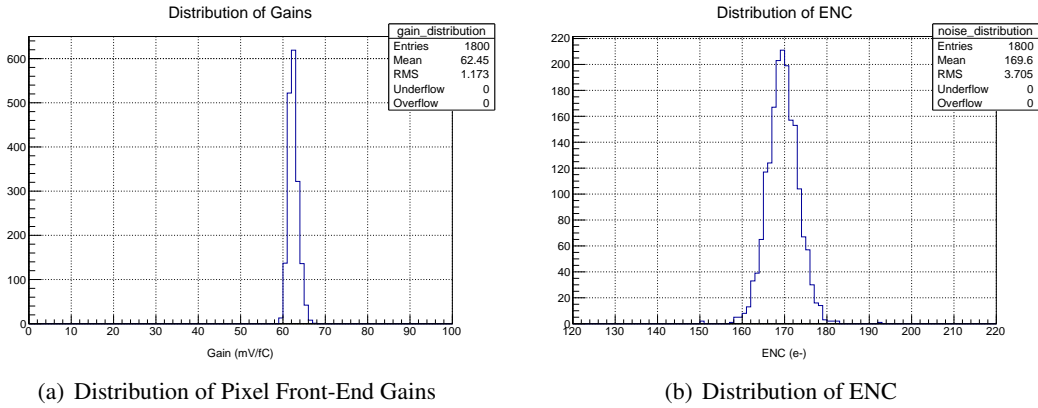 Distribution of Gains
gain_distribution
Entries 1800
Mean 62.45
RMS 1.173
Underflow 0
Overflow 0
600
500
400
300
200
100
0
0 10 20 30 40 50 60 70 80 90 100
Gain (mV/fC)
(a) Distribution of Pixel Front-End Gains
Distribution of ENC
noise_distribution
Entries 1800
Mean 169.6
RMS 3.705
Underflow 0
Overflow 0
220
200
180
160
140
120
100
80
60
40
20
0
120 130 140 150 160 170 180 190 200 210 220
ENC (e-)
(b) Distribution of ENC